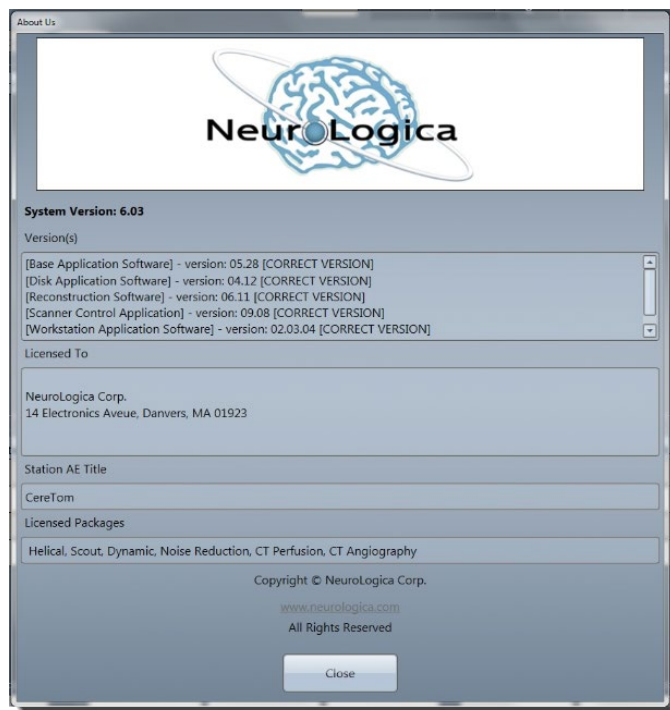 About Us
NeuroLogica
System Version: 6.03
Version(s)
[Base Application Software] - version: 05.28 [CORRECT VERSION]
[Disk Application Software] - version: 04.12 [CORRECT VERSION]
[Reconstruction Software] - version: 06.11 [CORRECT VERSION]
[Scanner Control Application] - version: 09.08 [CORRECT VERSION]
[Workstation Application Software] - version: 02.03.04 [CORRECT VERSION]
Licensed To
NeuroLogica Corp.
14 Electronics Aveue, Danvers, MA 01923
Station AE Title
CereTom
Licensed Packages
Helical, Scout, Dynamic, Noise Reduction, CT Perfusion, CT Angiography
Copyright © NeuroLogica Corp.
www.neurologica.com
All Rights Reserved
Close